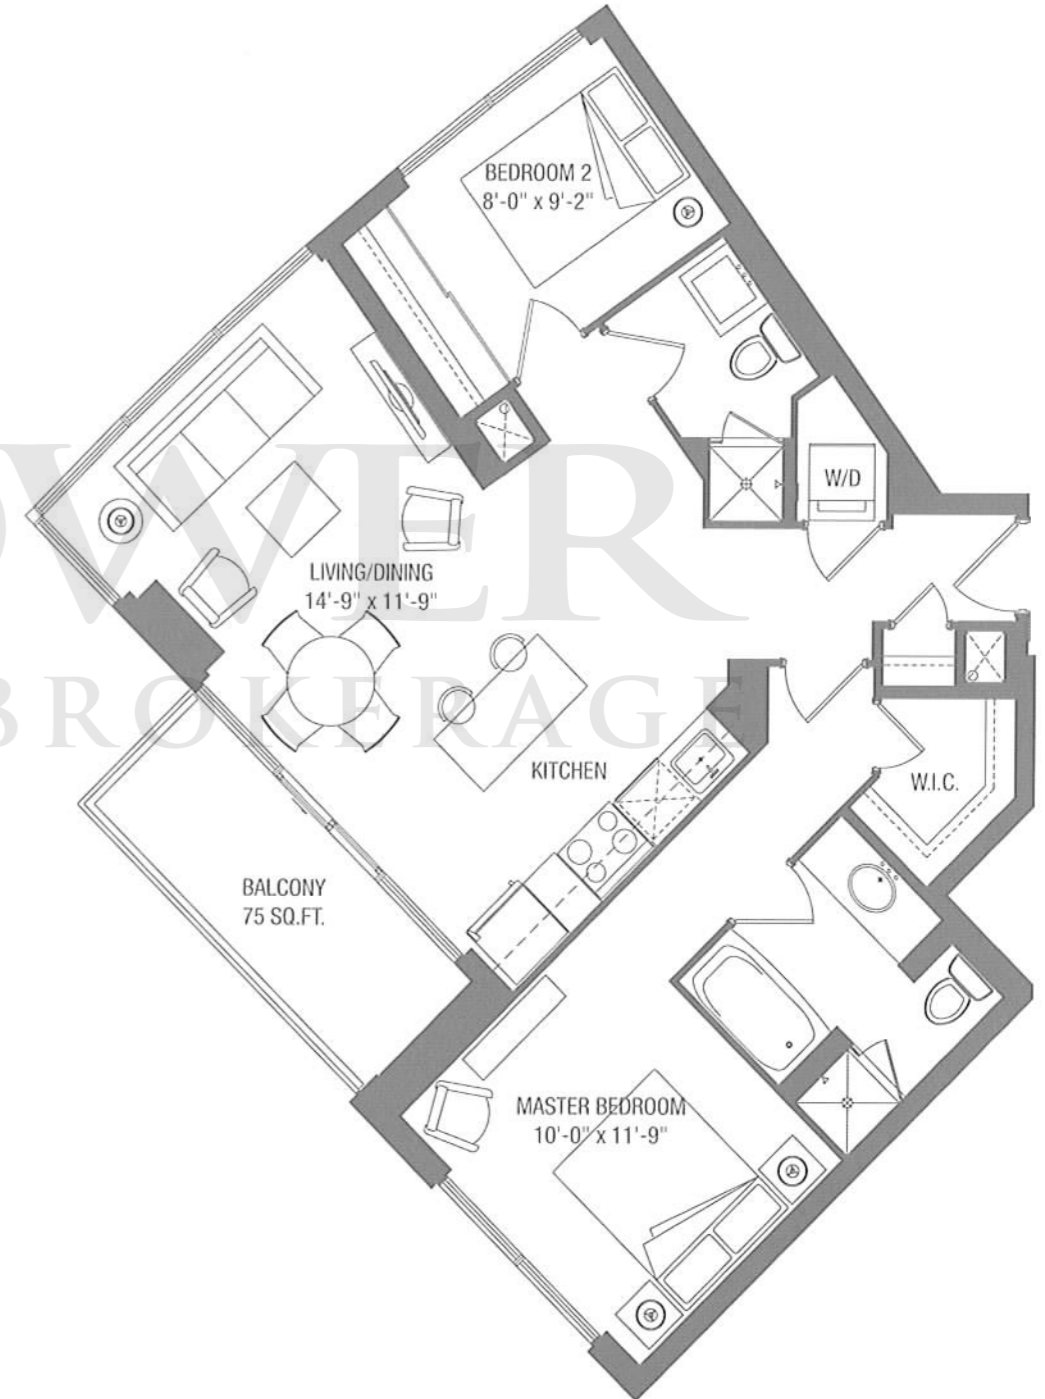 BEDROOM 2
8'-0" x 9'-2"
W/D
LIVING/DINING
14'-9" x 11'-9"
OWER
BROKERAGE
KITCHEN
W.I.C.
BALCONY
75 SQ.FT.
MASTER BEDROOM
10'-0" x 11'-9"